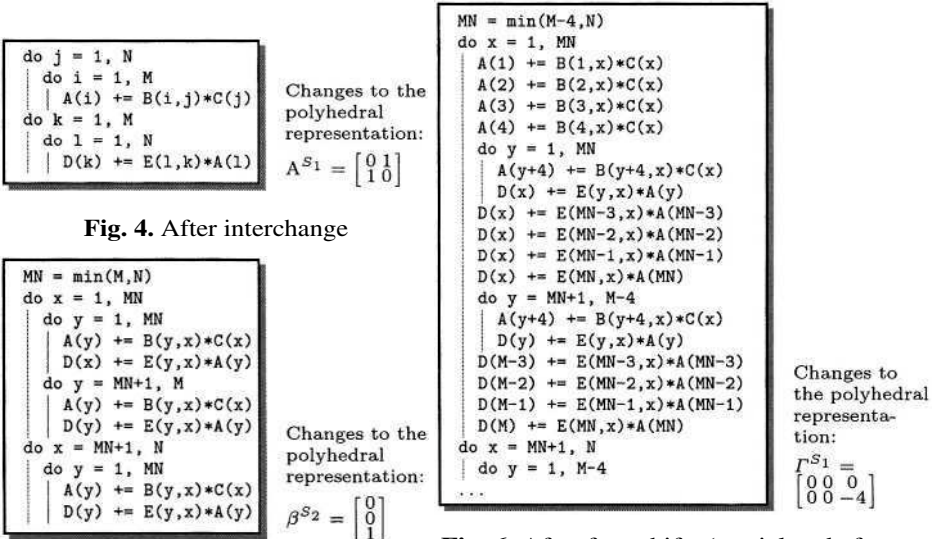 do j = 1, N
do i = 1, M
A(i) += B(i,j)*C(j)
do k = 1, M
do l = 1, N
D(k) += E(l,k)*A(l)
Changes to the
polyhedral
representation:
A^S1 = [0 1
1 0]
Fig. 4. After interchange
MN = min(M,N)
do x = 1, MN
do y = 1, MN
A(y) += B(y,x)*C(x)
D(x) += E(y,x)*A(y)
do y = MN+1, M
A(y) += B(y,x)*C(x)
D(y) += E(y,x)*A(y)
do x = MN+1, N
do y = 1, MN
A(y) += B(y,x)*C(x)
D(y) += E(y,x)*A(y)
Changes to the
polyhedral
representation:
β^S2 = [0
0
1]
MN = min(M-4,N)
do x = 1, MN
A(1) += B(1,x)*C(x)
A(2) += B(2,x)*C(x)
A(3) += B(3,x)*C(x)
A(4) += B(4,x)*C(x)
do y = 1, MN
A(y+4) += B(y+4,x)*C(x)
D(x) += E(y,x)*A(y)
D(x) += E(MN-3,x)*A(MN-3)
D(x) += E(MN-2,x)*A(MN-2)
D(x) += E(MN-1,x)*A(MN-1)
D(x) += E(MN,x)*A(MN)
do y = MN+1, M-4
A(y+4) += B(y+4,x)*C(x)
D(y) += E(y,x)*A(y)
D(M-3) += E(MN-3,x)*A(MN-3)
D(M-2) += E(MN-2,x)*A(MN-2)
D(M-1) += E(MN-1,x)*A(MN-1)
D(M) += E(MN,x)*A(MN)
do x = MN+1, N
do y = 1, M-4
...
Changes to
the polyhedral
representa-
tion:
Γ^S1 =
[0 0 0
0 0 -4]